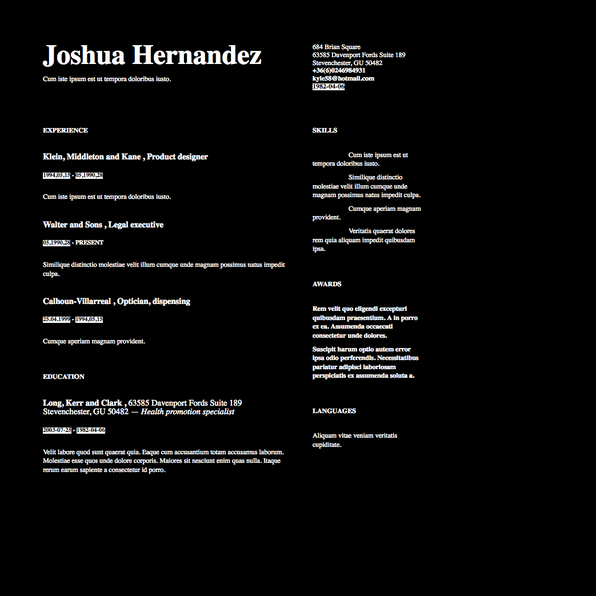 Joshua Hernandez
Cum iste ipsum est ut tempora doloribus iusto.
684 Brian Square
63585 Davenport Fords Suite 189
Stevenchester, GU 50482
+36(6)0246984931
kyle58@hotmail.com
1982-04-06
EXPERIENCE
Klein, Middleton and Kane , Product designer
1994.05.15 - 05.1990.28
Cum iste ipsum est ut tempora doloribus iusto.
Walter and Sons , Legal executive
05.1990.28 - PRESENT
Similique distinctio molestiae velit illum cumque unde magnam possimus natus impedit
culpa.
Calhoun-Villarreal , Optician, dispensing
25.04.1999 - 1994.05.15
Cumque aperiam magnam provident.
EDUCATION
Long, Kerr and Clark , 63585 Davenport Fords Suite 189
Stevenchester, GU 50482 — Health promotion specialist
2003-07-22 - 1982-04-06
Velit labore quod sunt quaerat quia. Eaque cum accusantium totam accusamus laborum.
Molestiae esse quos unde dolore corporis. Maiores sit nesciunt enim quas nulla. Itaque
rerum earum sapiente a consectetur id porro.
SKILLS
Cum iste ipsum est ut
tempora doloribus iusto.
Similique distinctio
molestiae velit illum cumque unde
magnam possimus natus impedit culpa.
Cumque aperiam magnam
provident.
Veritatis quaerat dolores
rem quia aliquam impedit quibusdam
ipsa.
AWARDS
Rem velit quo eligendi excepturi
quibusdam praesentium. A in porro
ex ea. Assumenda occaecati
consectetur unde dolores.
Suscipit harum optio autem error
ipsa odio perferendis. Necessitatibus
pariatur adipisci laboriosam
perspiciatis ex assumenda soluta a.
LANGUAGES
Aliquam vitae veniam veritatis
cupiditate.